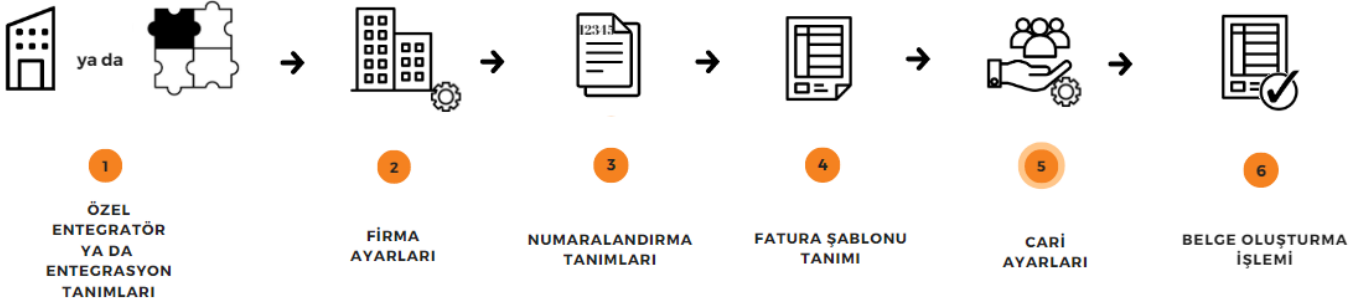 12345
ya da
1
2
3
4
5
6
ÖZEL
ENTEGRATÖR
YA DA
ENTEGRASYON
TANIMLARI
FİRMA
AYARLARI
NUMARALANDIRMA
TANIMLARI
FATURA ŞABLONU
TANIMI
CARİ
AYARLARI
BELGE OLUŞTURMA
İŞLEMİ